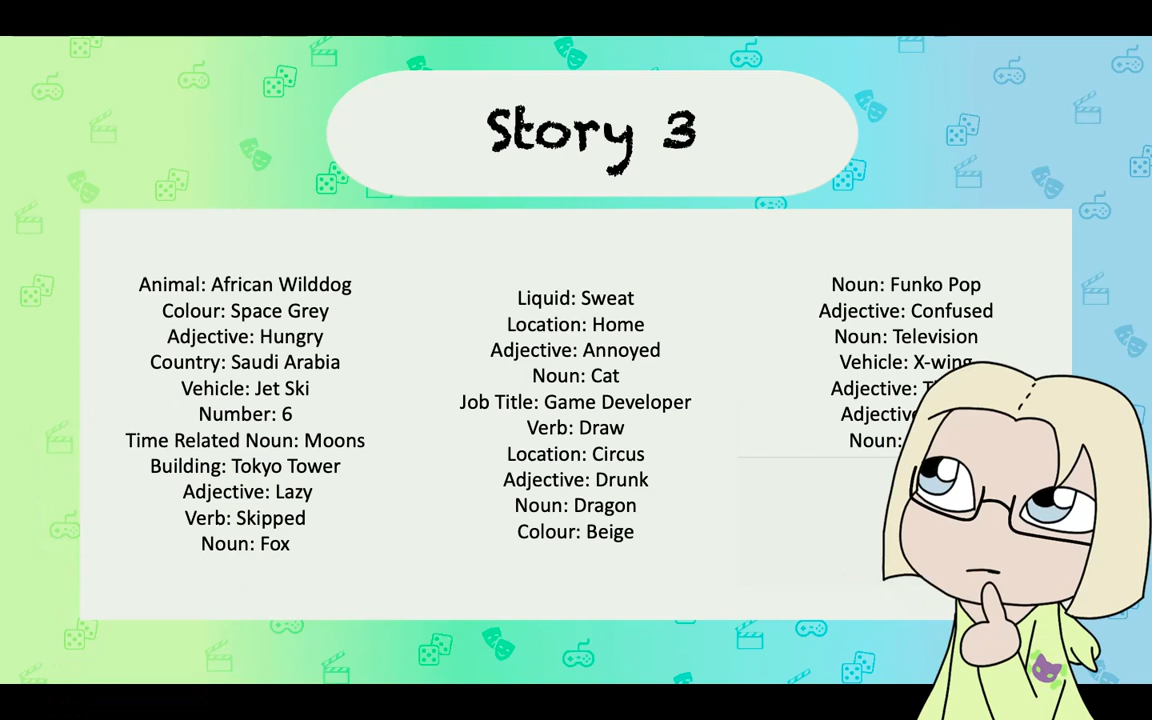 Story 3
Animal: African Wilddog
Colour: Space Grey
Adjective: Hungry
Country: Saudi Arabia
Vehicle: Jet Ski
Number: 6
Time Related Noun: Moons
Building: Tokyo Tower
Adjective: Lazy
Verb: Skipped
Noun: Fox
Liquid: Sweat
Location: Home
Adjective: Annoyed
Noun: Cat
Job Title: Game Developer
Verb: Draw
Location: Circus
Adjective: Drunk
Noun: Dragon
Colour: Beige
Noun: Funko Pop
Adjective: Confused
Noun: Television
Vehicle: X-wing
Adjective:
Adjective
Noun: